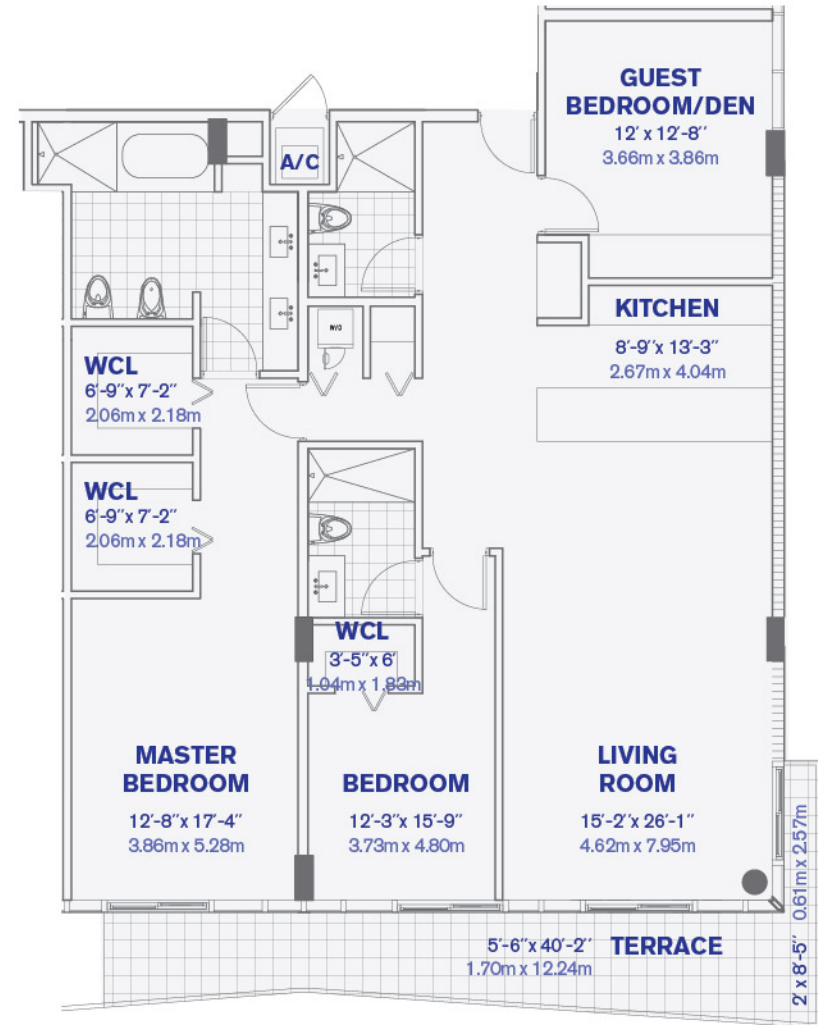 GUEST
BEDROOM/DEN
12' x 12'-8"
3.66m x 3.86m
A/C
KITCHEN
8'-9"x 13'-3"
2.67m x 4.04m
W/D
WCL
6'-9"x 7'-2"
2.06m x 2.18m
WCL
6'-9"x 7'-2"
2.06m x 2.18m
WCL
3'-5"x 6'
1.04m x 1.83m
MASTER
BEDROOM
12'-8"x 17'-4"
3.86m x 5.28m
BEDROOM
12'-3"x 15'-9"
3.73m x 4.80m
LIVING
ROOM
15'-2"x 26'-1"
4.62m x 7.95m
5'-6"x 40'-2" TERRACE
1.70m x 12.24m
2' x 8'-5" 0.61m x 2.57m